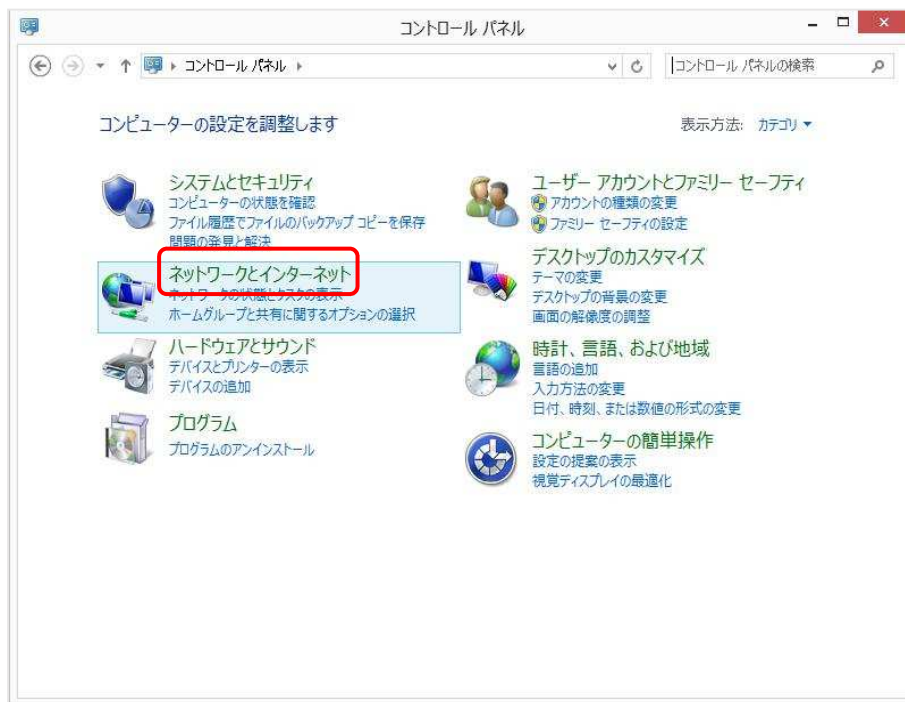 コントロール パネル
コントロール パネル
コントロール パネルの検索
コンピューターの設定を調整します
表示方法: カテゴリ
システムとセキュリティ
コンピューターの状態を確認
ファイル履歴でファイルのバックアップ コピーを保存
問題の発見と解決
ネットワークとインターネット
ネットワークの状態とタスクの表示
ホームグループと共有に関するオプションの選択
ハードウェアとサウンド
デバイスとプリンターの表示
デバイスの追加
プログラム
プログラムのアンインストール
ユーザー アカウントとファミリー セーフティ
アカウントの種類の変更
ファミリー セーフティの設定
デスクトップのカスタマイズ
テーマの変更
デスクトップの背景の変更
画面の解像度の調整
時計、言語、および地域
言語の追加
入力方法の変更
日付、時刻、または数値の形式の変更
コンピューターの簡単操作
設定の提案の表示
視覚ディスプレイの最適化